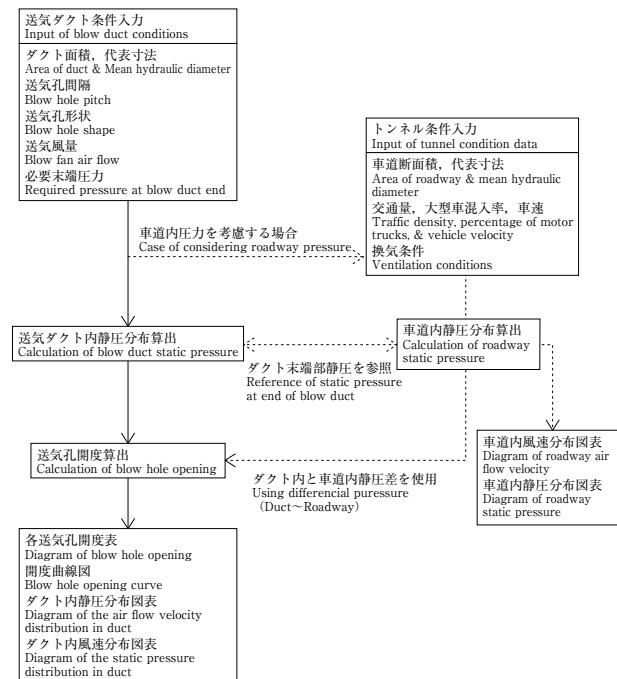 送気ダクト条件入力
Input of blow duct conditions
ダクト面積，代表寸法
Area of duct & Mean hydraulic diameter
送気孔間隔
Blow hole pitch
送気孔形状
Blow hole shape
送気風量
Blow fan air flow
必要末端圧力
Required pressure at blow duct end
トンネル条件入力
Input of tunnel condition data
車道断面積，代表寸法
Area of roadway & mean hydraulic
diameter
交通量，大型車混入率，車速
Traffic density, percentage of motor
trucks, & vehicle velocity
換気条件
Ventilation conditions
車道内圧力を考慮する場合
Case of considering roadway pressure
送気ダクト内静圧分布算出
Calculation of blow duct static pressure
車道内静圧分布算出
Calculation of roadway
static pressure
ダクト末端部静圧を参照
Reference of static pressure
at end of blow duct
送気孔開度算出
Calculation of blow hole opening
ダクト内と車道内静圧差を使用
Using differencial puressure
（Duct～Roadway）
車道内風速分布図表
Diagram of roadway air
flow velocity
車道内静圧分布図表
Diagram of roadway
static pressure
各送気孔開度表
Diagram of blow hole opening
開度曲線図
Blow hole opening curve
ダクト内静圧分布図表
Diagram of the air flow velocity
distribution in duct
ダクト内風速分布図表
Diagram of the static pressure
distribution in duct